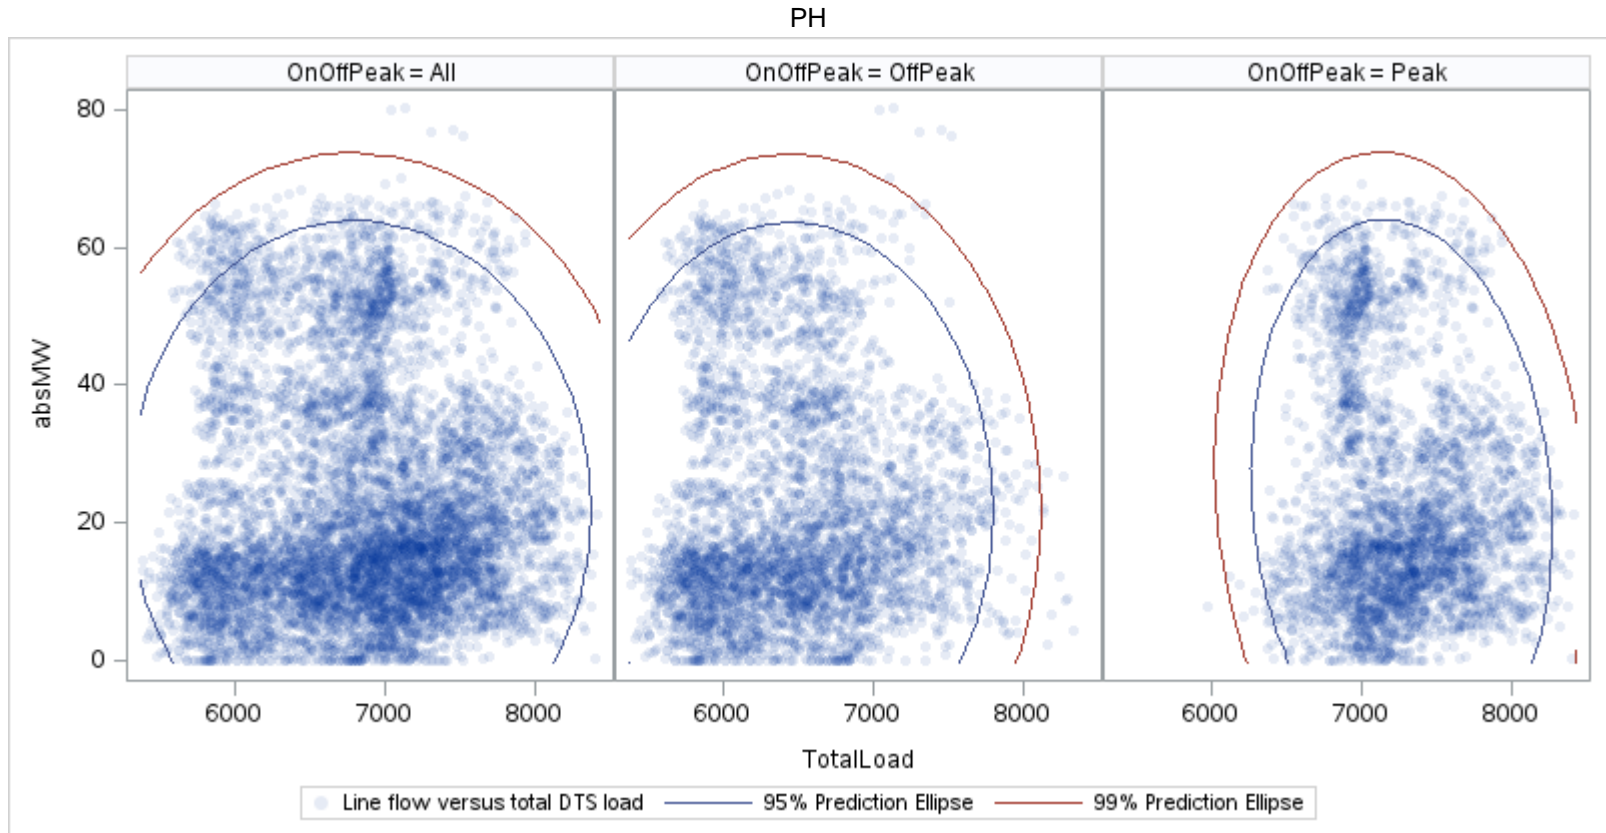 PH
OnOffPeak = All
OnOffPeak = OffPeak
OnOffPeak = Peak
80
60
40
20
0
absMW
6000 7000 8000
6000 7000 8000
6000 7000 8000
TotalLoad
Line flow versus total DTS load
95% Prediction Ellipse
99% Prediction Ellipse